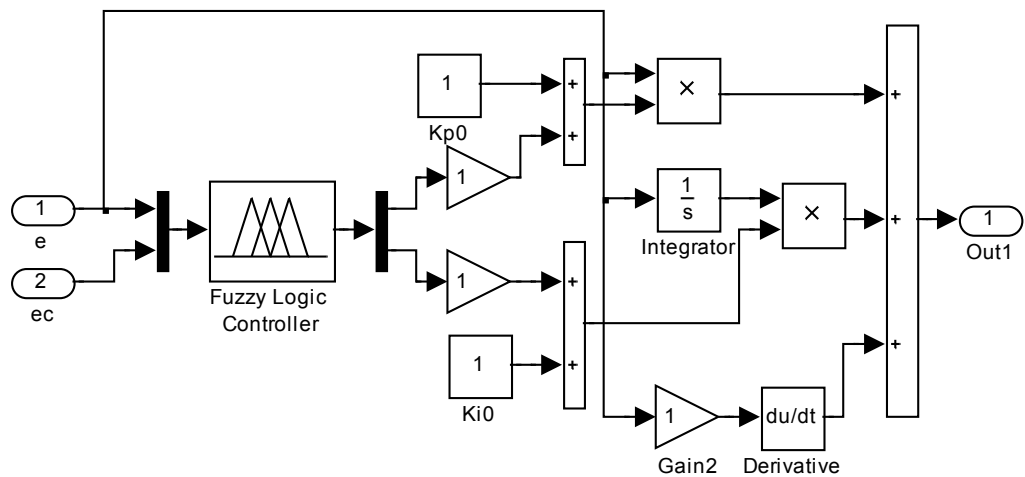 1
Kp0
+
+
×
+
1
1
e
2
ec
Fuzzy Logic
Controller
1
s
Integrator
×
+
1
Out1
1
+
1
Ki0
+
+
1
Gain2
du/dt
Derivative